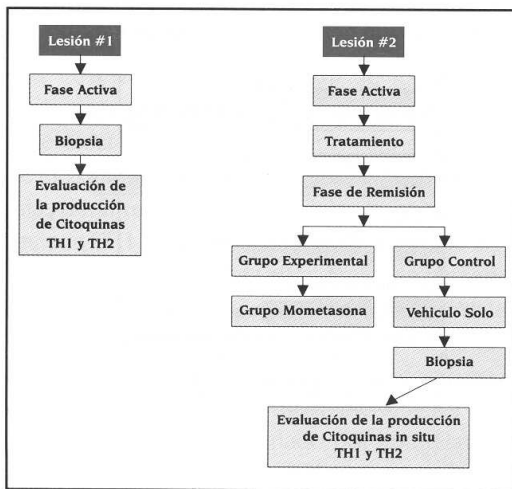 Lesión #1
Fase Activa
Biopsia
Evaluación de
la producción
de Citoquinas
TH1 y TH2
Lesión #2
Fase Activa
Tratamiento
Fase de Remisión
Grupo Experimental
Grupo Control
Grupo Mometasona
Vehiculo Solo
Biopsia
Evaluación de la producción
de Citoquinas in situ
TH1 y TH2